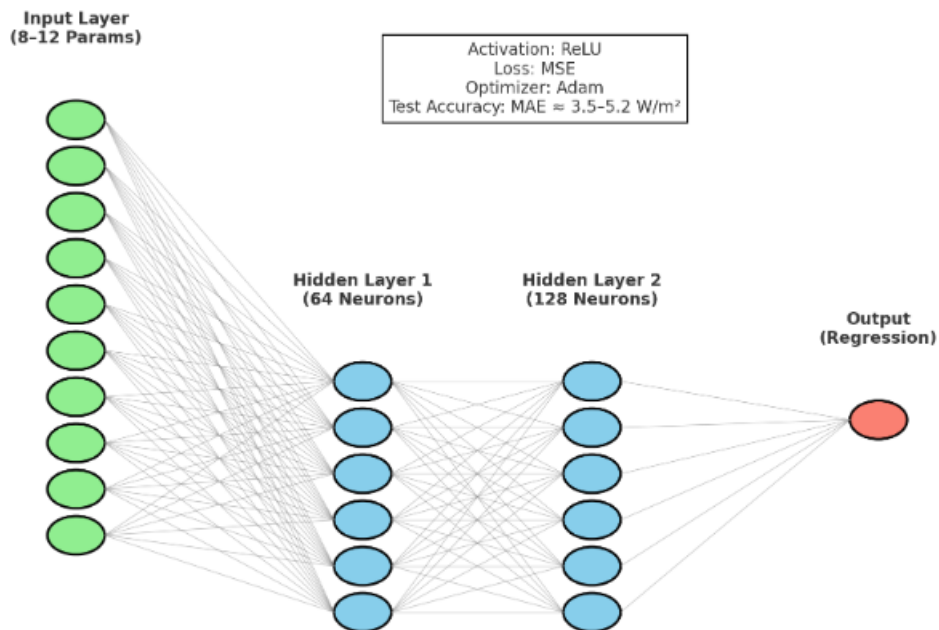 Input Layer
(8–12 Params)
Activation: ReLU
Loss: MSE
Optimizer: Adam
Test Accuracy: MAE ≈ 3.5–5.2 W/m²
Hidden Layer 1
(64 Neurons)
Hidden Layer 2
(128 Neurons)
Output
(Regression)